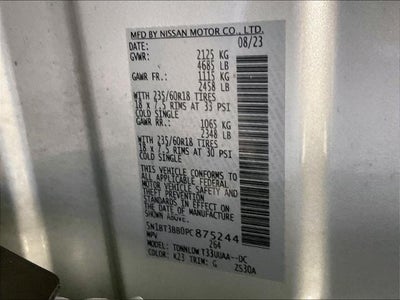 MFD BY NISSAN MOTOR CO., LTD.
DATE: 08/23
GVWR: 2125 KG
4685 LB
GAWR FR.: 1115 KG
2458 LB
WITH 235/60R18 TIRES
18 x 7.5 RIMS AT 33 PSI
COLD SINGLE
GAWR RR.: 1065 KG
2348 LB
WITH 235/60R18 TIRES
18 x 7.5 RIMS AT 30 PSI
COLD SINGLE
THIS VEHICLE CONFORMS TO
ALL APPLICABLE FEDERAL
MOTOR VEHICLE SAFETY AND
THEFT PREVENTION
STANDARDS IN EFFECT ON
THE DATE OF MANUFACTURE
SHOWN ABOVE.
5N1BT3BB0PC875244
MPV 264
MODEL:
COLOR: K23 TRIM: G ZS30A